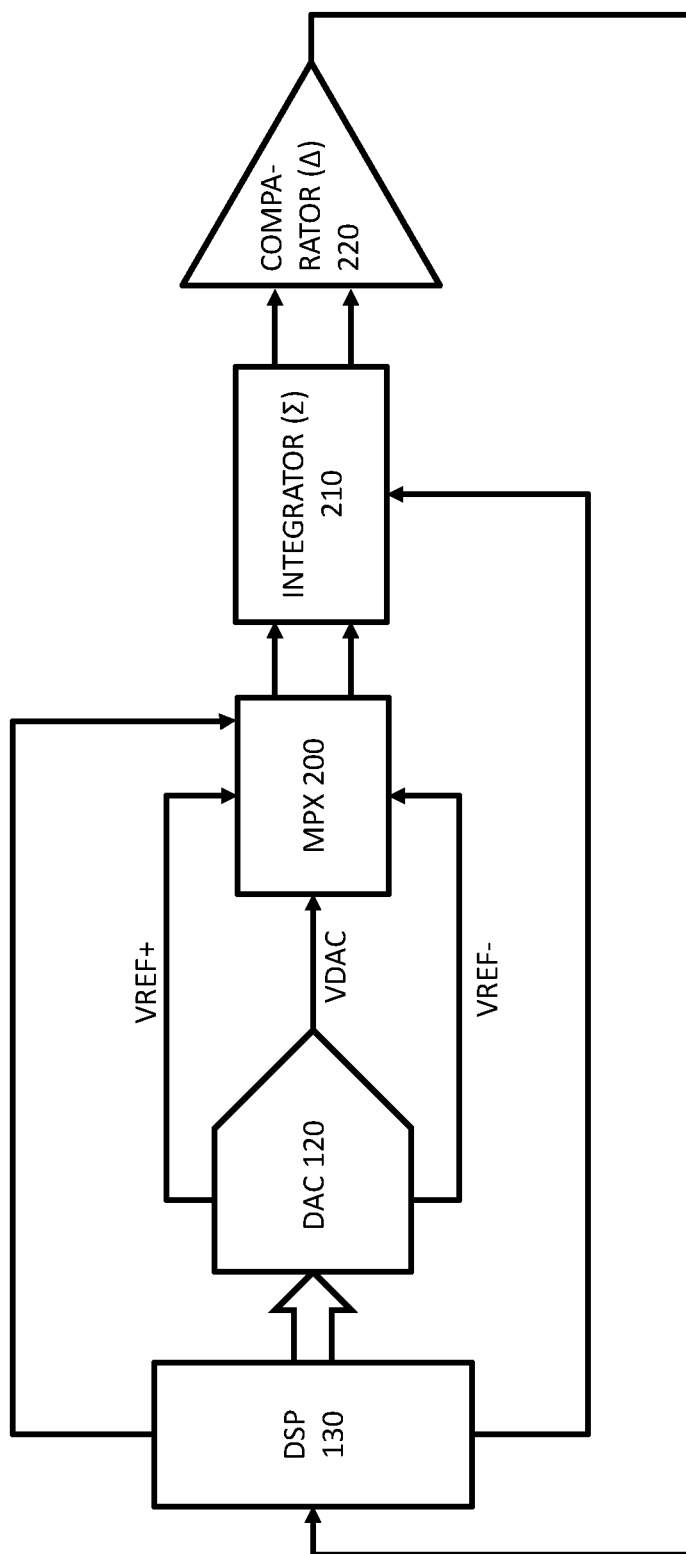 DSP
130
DAC 120
VREF+
VDAC
VREF-
MPX 200
INTEGRATOR (Σ)
210
COMPA-
RATOR (Δ)
220